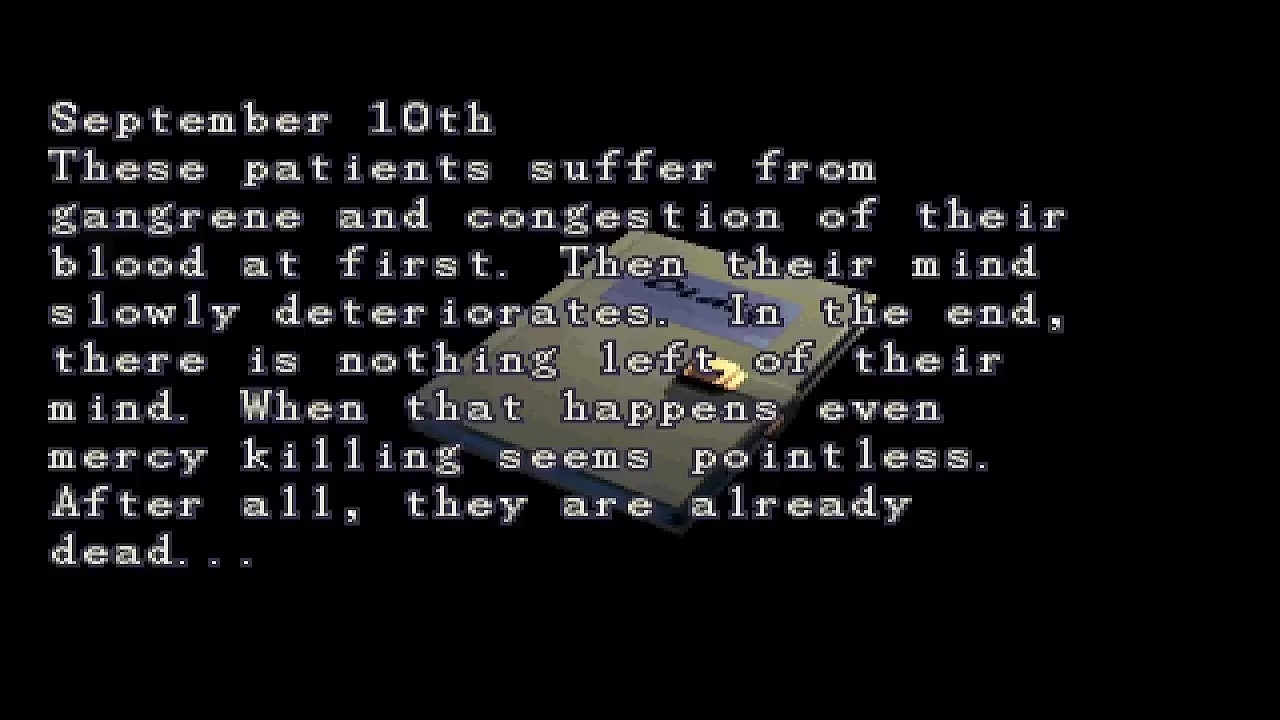 September 10th
These patients suffer from
gangrene and congestion of their
blood at first. Then their mind
slowly deteriorates. In the end,
there is nothing left of their
mind. When that happens even
mercy killing seems pointless.
After all, they are already
dead...